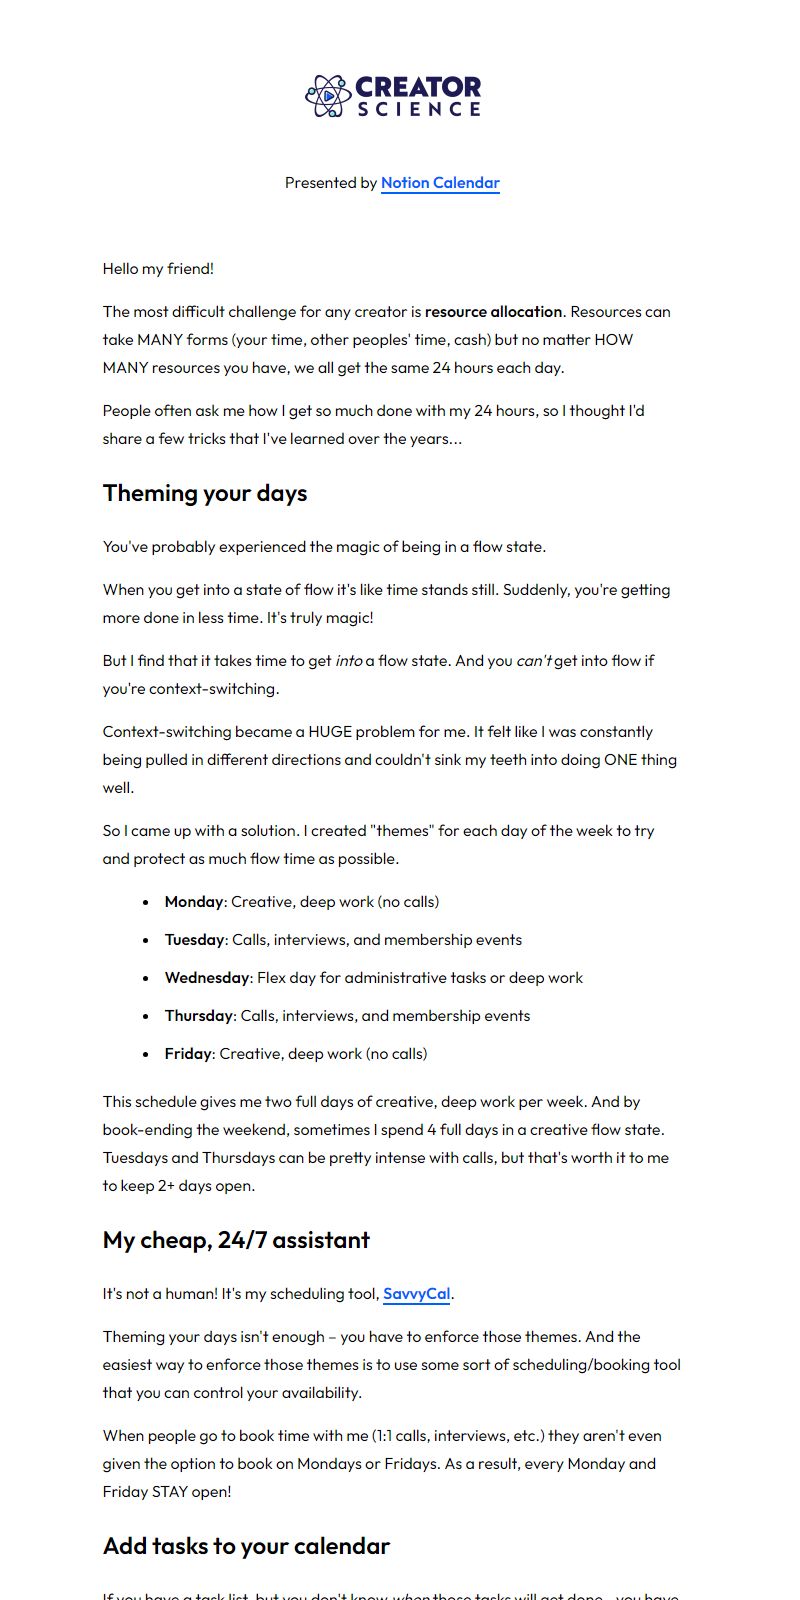 CREATOR
SCIENCE
Presented by Notion Calendar
Hello my friend!
The most difficult challenge for any creator is resource allocation. Resources can
take MANY forms (your time, other peoples' time, cash) but no matter HOW
MANY resources you have, we all get the same 24 hours each day.
People often ask me how I get so much done with my 24 hours, so I thought I'd
share a few tricks that I've learned over the years...
Theming your days
You've probably experienced the magic of being in a flow state.
When you get into a state of flow it's like time stands still. Suddenly, you're getting
more done in less time. It's truly magic!
But I find that it takes time to get into a flow state. And you can't get into flow if
you're context-switching.
Context-switching became a HUGE problem for me. It felt like I was constantly
being pulled in different directions and couldn't sink my teeth into doing ONE thing
well.
So I came up with a solution. I created "themes" for each day of the week to try
and protect as much flow time as possible.
• Monday: Creative, deep work (no calls)
• Tuesday: Calls, interviews, and membership events
• Wednesday: Flex day for administrative tasks or deep work
• Thursday: Calls, interviews, and membership events
• Friday: Creative, deep work (no calls)
This schedule gives me two full days of creative, deep work per week. And by
book-ending the weekend, sometimes I spend 4 full days in a creative flow state.
Tuesdays and Thursdays can be pretty intense with calls, but that's worth it to me
to keep 2+ days open.
My cheap, 24/7 assistant
It's not a human! It's my scheduling tool, SavvyCal.
Theming your days isn't enough – you have to enforce those themes. And the
easiest way to enforce those themes is to use some sort of scheduling/booking tool
that you can control your availability.
When people go to book time with me (1:1 calls, interviews, etc.) they aren't even
given the option to book on Mondays or Fridays. As a result, every Monday and
Friday STAY open!
Add tasks to your calendar
If you have a task list, but you don't know when those tasks will get done you have